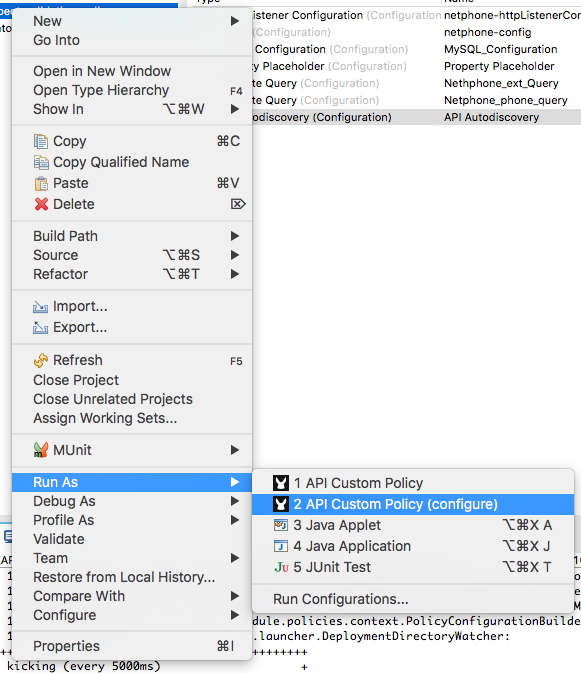 Type Name
New
stener Configuration (Configuration) netphone-httpListenerCon
Go Into
(Configuration) netphone-config
Configuration (Configuration) MySQL_Configuration
Open in New Window
ty Placeholder (Configuration) Property Placeholder
Open Type Hierarchy F4
te Query (Configuration) Nethphone_ext_Query
Show In ⌥⌘W
te Query (Configuration) Netphone_phone_query
odiscovery (Configuration) API Autodiscovery
Copy ⌘C
Copy Qualified Name
Paste ⌘V
Delete ⌦
Build Path
Source ⌥⌘S
Refactor ⌥⌘T
Import...
Export...
Refresh F5
Close Project
Close Unrelated Projects
Assign Working Sets...
MUnit
Run As
Debug As
Profile As
Validate
Team
Restore from Local History...
Compare With
Configure
Properties ⌘I
1 API Custom Policy
2 API Custom Policy (configure)
3 Java Applet ⌥⌘X A
4 Java Application ⌥⌘X J
Ju 5 JUnit Test ⌥⌘X T
Run Configurations...
dule.policies.context.PolicyConfigurationBuilde
.launcher.DeploymentDirectoryWatcher:
++++++++
kicking (every 5000ms) +